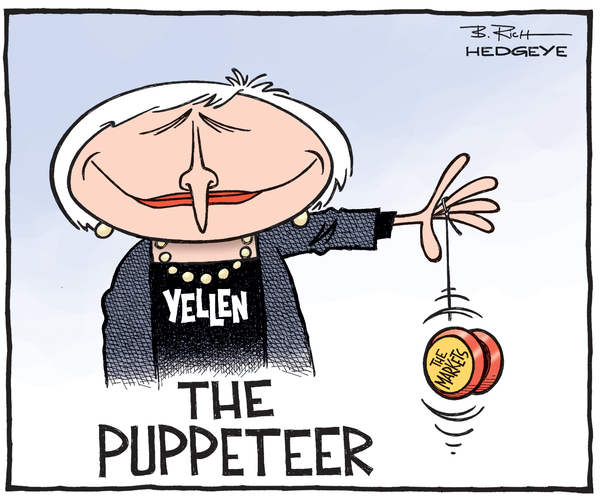 B. RICH
HEDGEYE
YELLEN
THE
MARKETS
THE
PUPPETEER